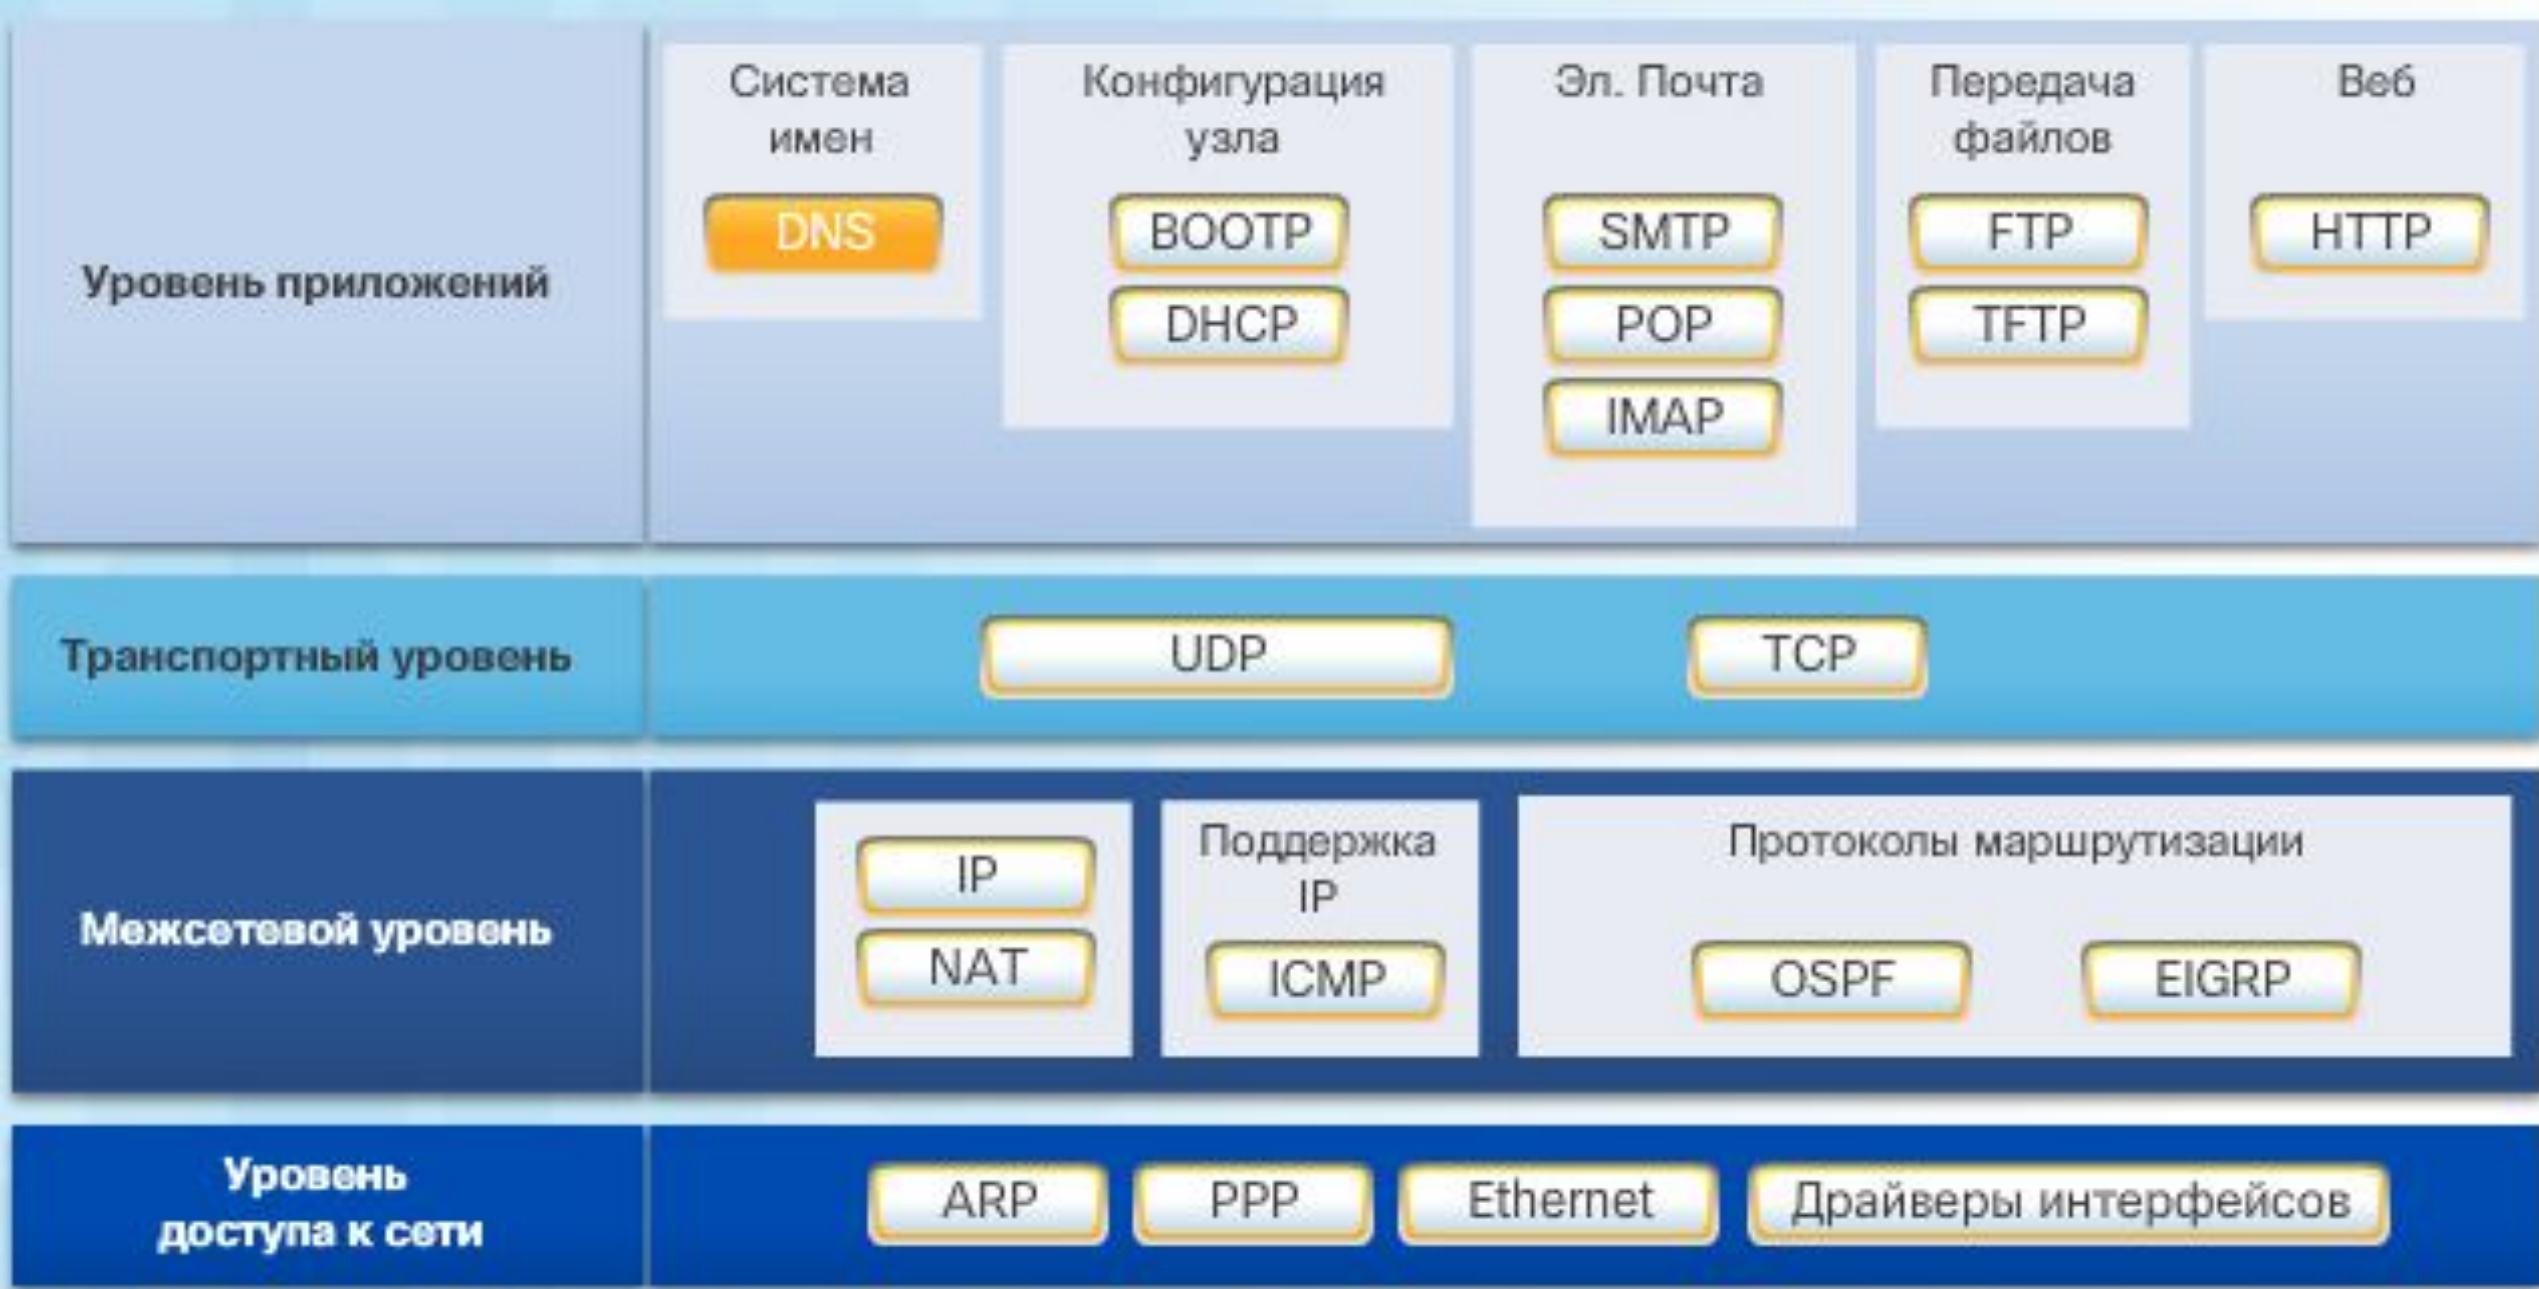 Уровень приложений
Система
имен
DNS
Конфигурация
узла
BOOTP
DHCP
Эл. Почта
SMTP
POP
IMAP
Передача
файлов
FTP
TFTP
Веб
HTTP
Транспортный уровень
UDP
TCP
Межсетевой уровень
IP
NAT
Поддержка
IP
ICMP
Протоколы маршрутизации
OSPF
EIGRP
Уровень
доступа к сети
ARP
PPP
Ethernet
Драйверы интерфейсов